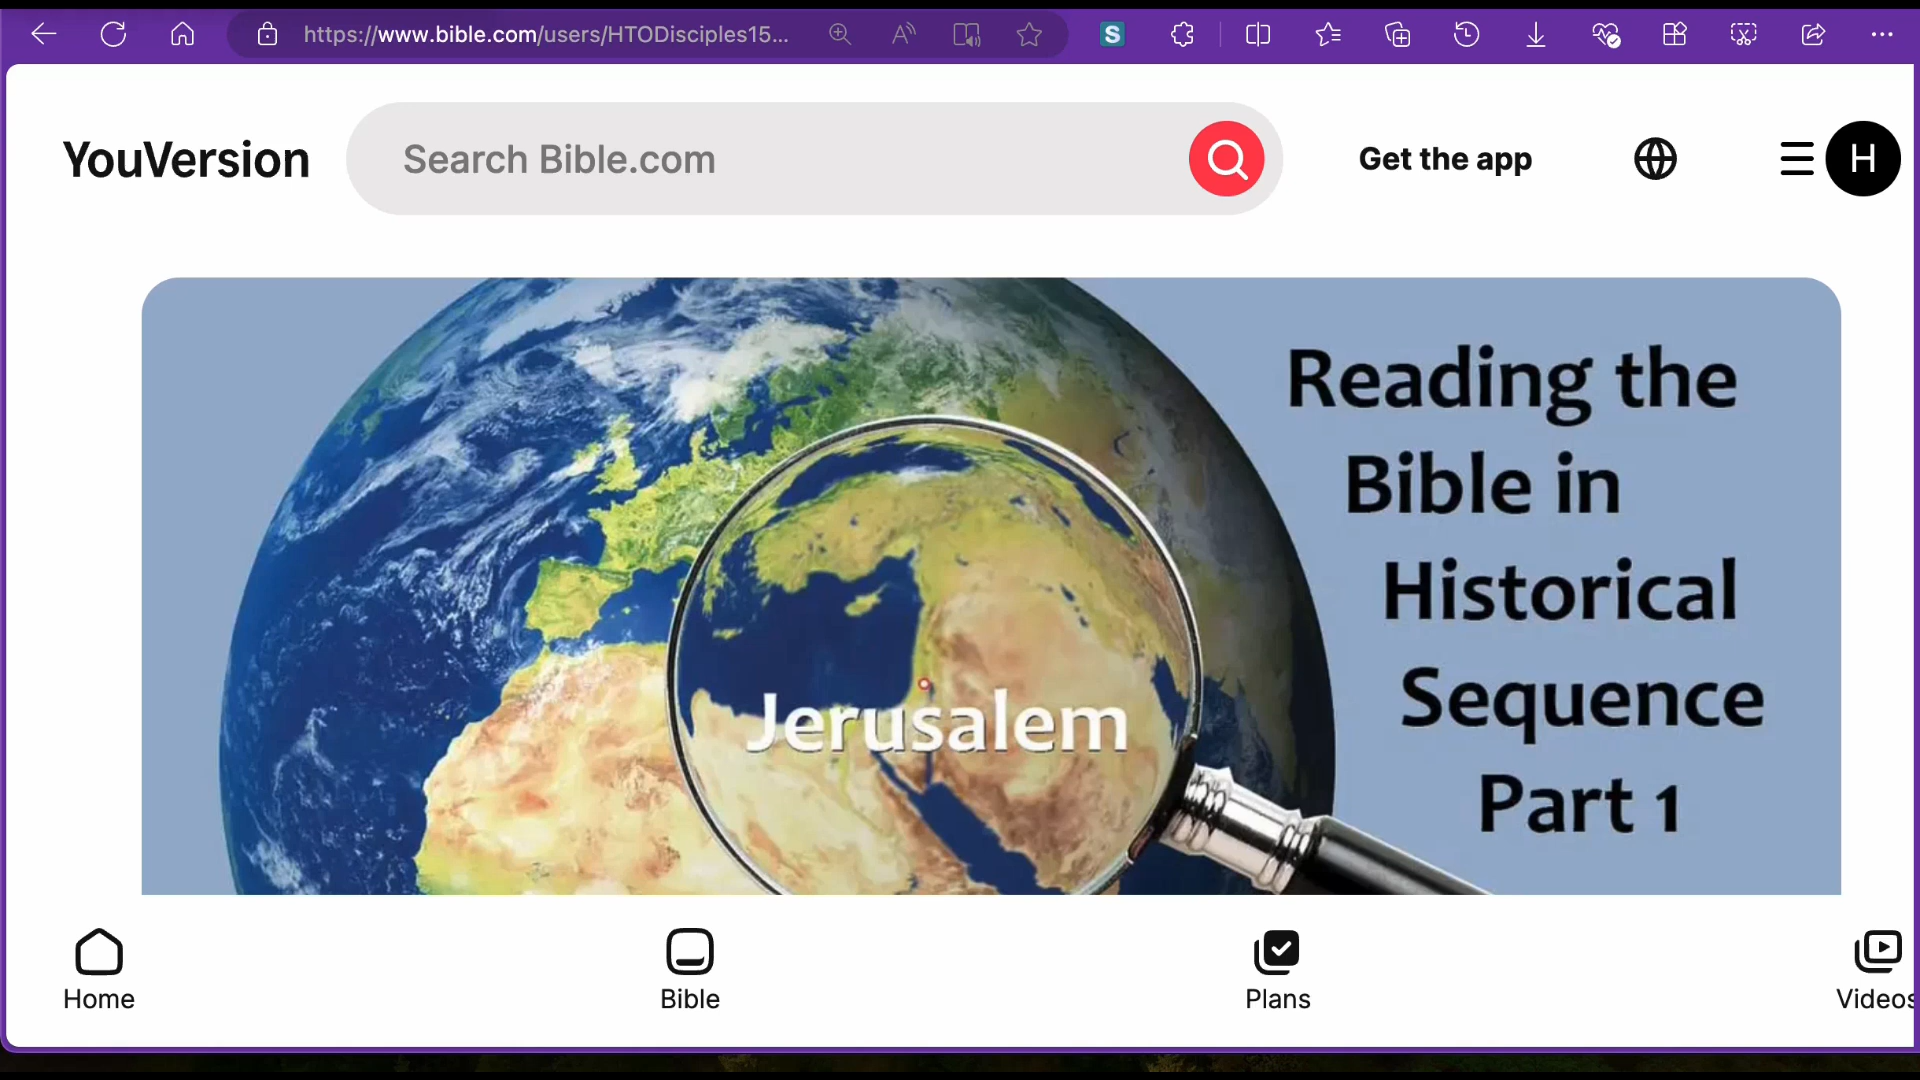 https://www.bible.com/users/HTODisciples15...
YouVersion
Search Bible.com
Get the app
H
Reading the
Bible in
Historical
Sequence
Part 1
Jerusalem
Home
Bible
Plans
Videos